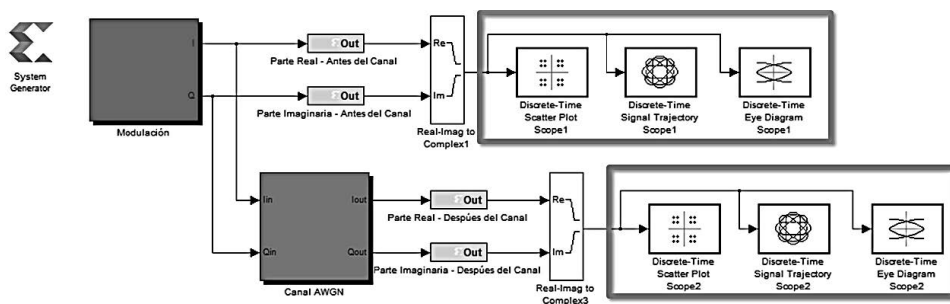 System
Generator
Modulación
I
Q
Out
Parte Real - Antes del Canal
Out
Parte Imaginaria - Antes del Canal
Re
Im
Real-Imag to
Complex1
Discrete-Time
Scatter Plot
Scope1
Discrete-Time
Signal Trajectory
Scope1
Discrete-Time
Eye Diagram
Scope1
Iin
Qin
Iout
Qout
Canal AWGN
Out
Parte Real - Despúes del Canal
Out
Parte Imaginaria - Despúes del Canal
Re
Im
Real-Imag to
Complex3
Discrete-Time
Scatter Plot
Scope2
Discrete-Time
Signal Trajectory
Scope2
Discrete-Time
Eye Diagram
Scope2